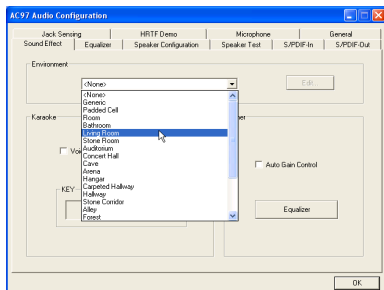 AC97 Audio Configuration
Jack Sensing HRTF Demo Microphone General
Sound Effect Equalizer Speaker Configuration Speaker Test S/PDIF-In S/PDIF-Out
Environment
<None> Edit...
<None>
Generic
Padded Cell
Room
Bathroom
Living Room
Stone Room
Auditorium
Concert Hall
Cave
Arena
Hangar
Carpeted Hallway
Hallway
Stone Corridor
Alley
Forest
Karaoke
Auto Gain Control
KEY
Equalizer
OK